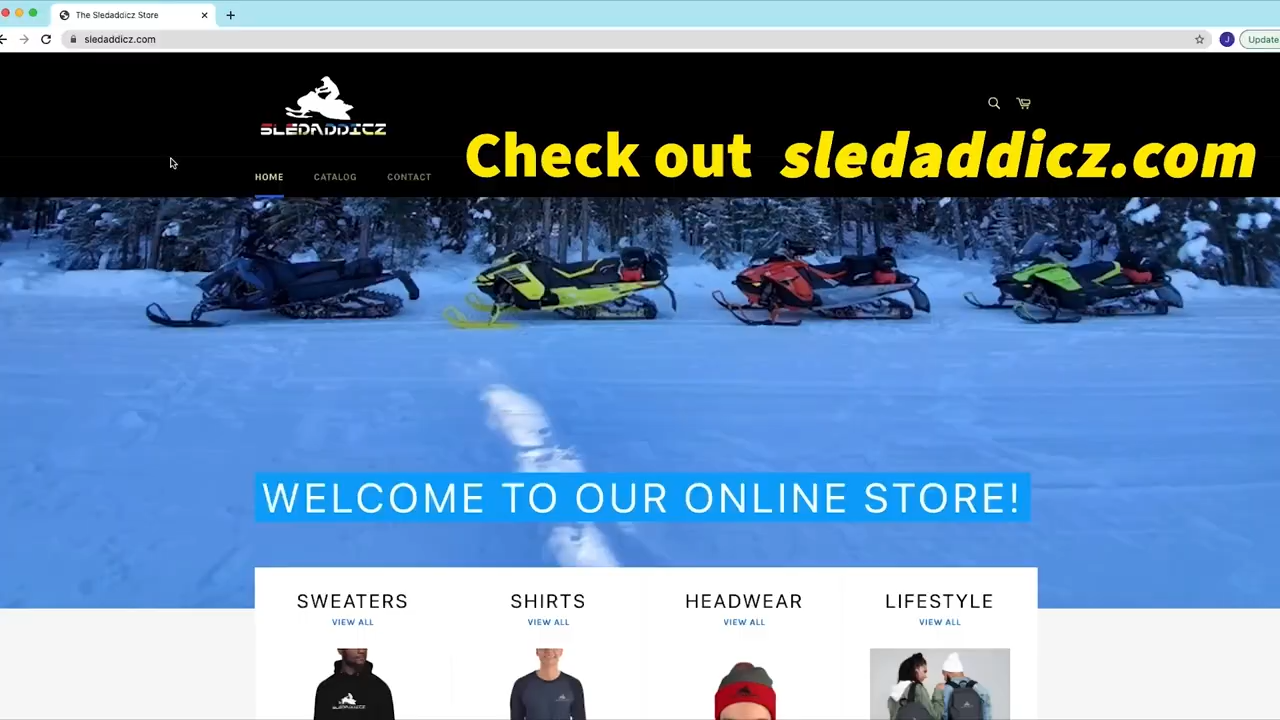 The Sledaddicz Store
sledaddicz.com
J
Update
SLEDADDICZ
Check out sledaddicz.com
HOME CATALOG CONTACT
WELCOME TO OUR ONLINE STORE!
SWEATERS SHIRTS HEADWEAR LIFESTYLE
VIEW ALL VIEW ALL VIEW ALL VIEW ALL
SLEDADDICZ